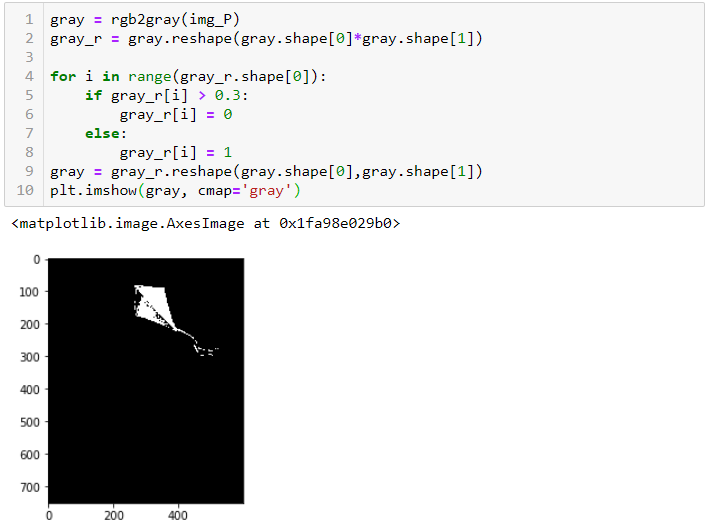 1 gray = rgb2gray(img_P)
2 gray_r = gray.reshape(gray.shape[0]*gray.shape[1])
3
4 for i in range(gray_r.shape[0]):
5     if gray_r[i] > 0.3:
6         gray_r[i] = 0
7     else:
8         gray_r[i] = 1
9 gray = gray_r.reshape(gray.shape[0],gray.shape[1])
10 plt.imshow(gray, cmap='gray')
<matplotlib.image.AxesImage at 0x1fa98e029b0>
0
100
200
300
400
500
600
700
0 200 400